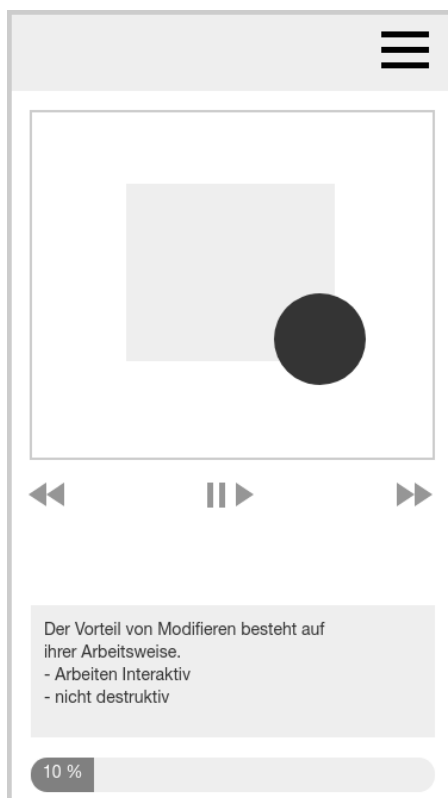 Der Vorteil von Modifieren besteht auf
ihrer Arbeitsweise.
- Arbeiten Interaktiv
- nicht destruktiv
10 %